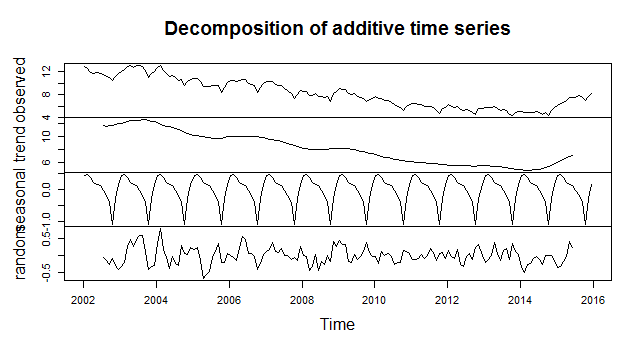 Decomposition of additive time series
observed
4 8 12
trend
6 10
seasonal
-1.0 0.0
random
-0.5 0.5
2002 2004 2006 2008 2010 2012 2014 2016
Time